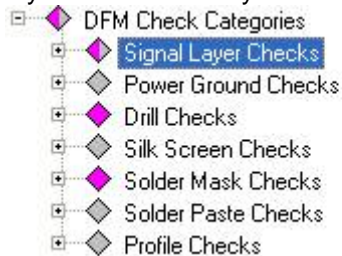 DFM Check Categories
Signal Layer Checks
Power Ground Checks
Drill Checks
Silk Screen Checks
Solder Mask Checks
Solder Paste Checks
Profile Checks